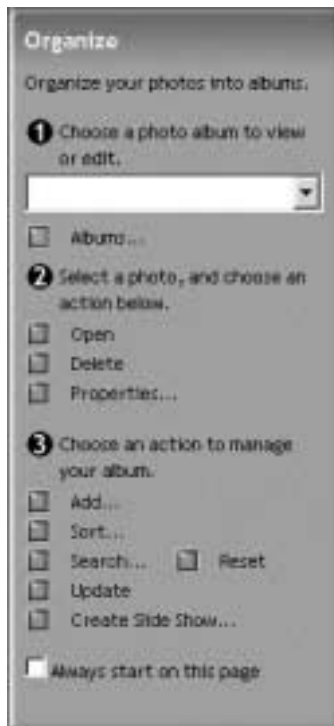 Organize
Organize your photos into albums.
1 Choose a photo album to view
or edit.
Albums...
2 Select a photo, and choose an
action below.
Open
Delete
Properties...
3 Choose an action to manage
your album.
Add...
Sort...
Search... Reset
Update
Create Slide Show...
Always start on this page